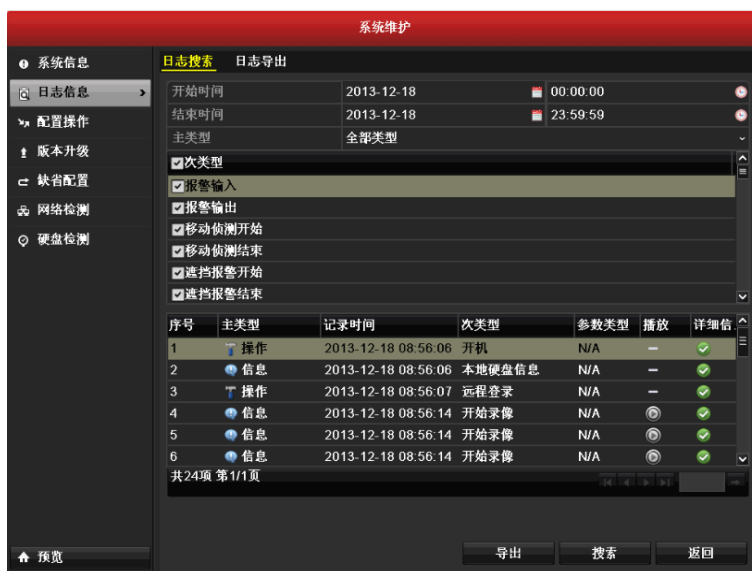 系统维护
系统信息
日志信息
配置操作
版本升级
缺省配置
网络检测
硬盘检测
预览
日志搜索 日志导出
开始时间 2013-12-18 00:00:00
结束时间 2013-12-18 23:59:59
主类型 全部类型
次类型
报警输入
报警输出
移动侦测开始
移动侦测结束
遮挡报警开始
遮挡报警结束
序号 主类型 记录时间 次类型 参数类型 播放 详细信
1 操作 2013-12-18 08:56:06 开机 N/A –
2 信息 2013-12-18 08:56:06 本地硬盘信息 N/A –
3 操作 2013-12-18 08:56:07 远程登录 N/A –
4 信息 2013-12-18 08:56:14 开始录像 N/A
5 信息 2013-12-18 08:56:14 开始录像 N/A
6 信息 2013-12-18 08:56:14 开始录像 N/A
共24项 第1/1页
导出 搜索 返回